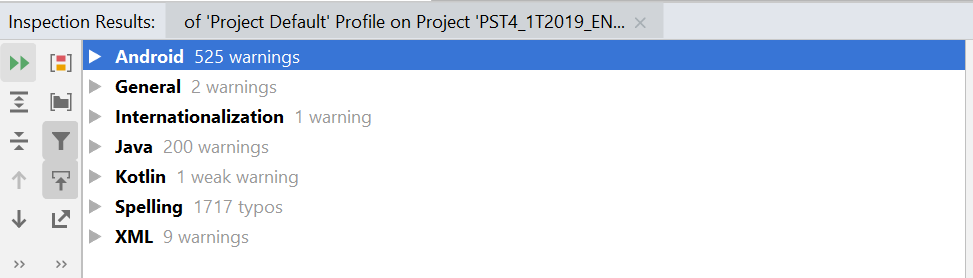 Inspection Results: of 'Project Default' Profile on Project 'PST4_1T2019_EN...
Android 525 warnings
General 2 warnings
Internationalization 1 warning
Java 200 warnings
Kotlin 1 weak warning
Spelling 1717 typos
XML 9 warnings